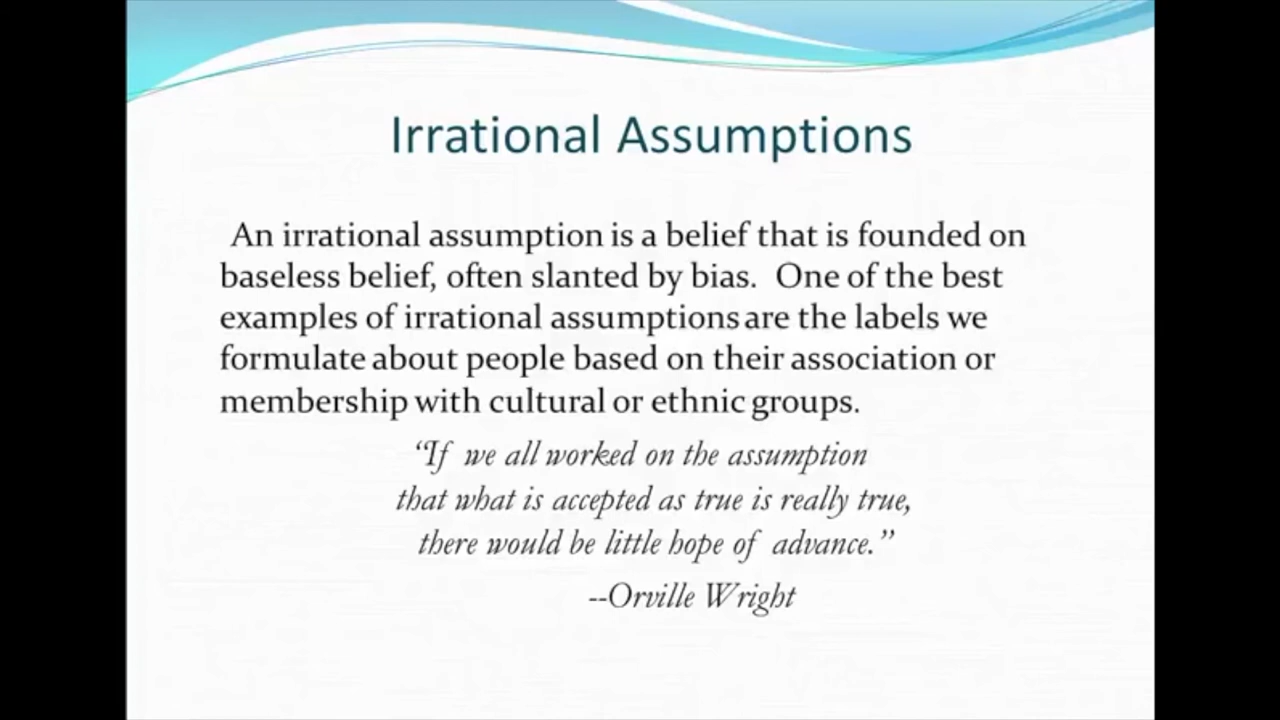 Irrational Assumptions
An irrational assumption is a belief that is founded on
baseless belief, often slanted by bias.  One of the best
examples of irrational assumptions are the labels we
formulate about people based on their association or
membership with cultural or ethnic groups.
“If we all worked on the assumption
that what is accepted as true is really true,
there would be little hope of advance.”
--Orville Wright